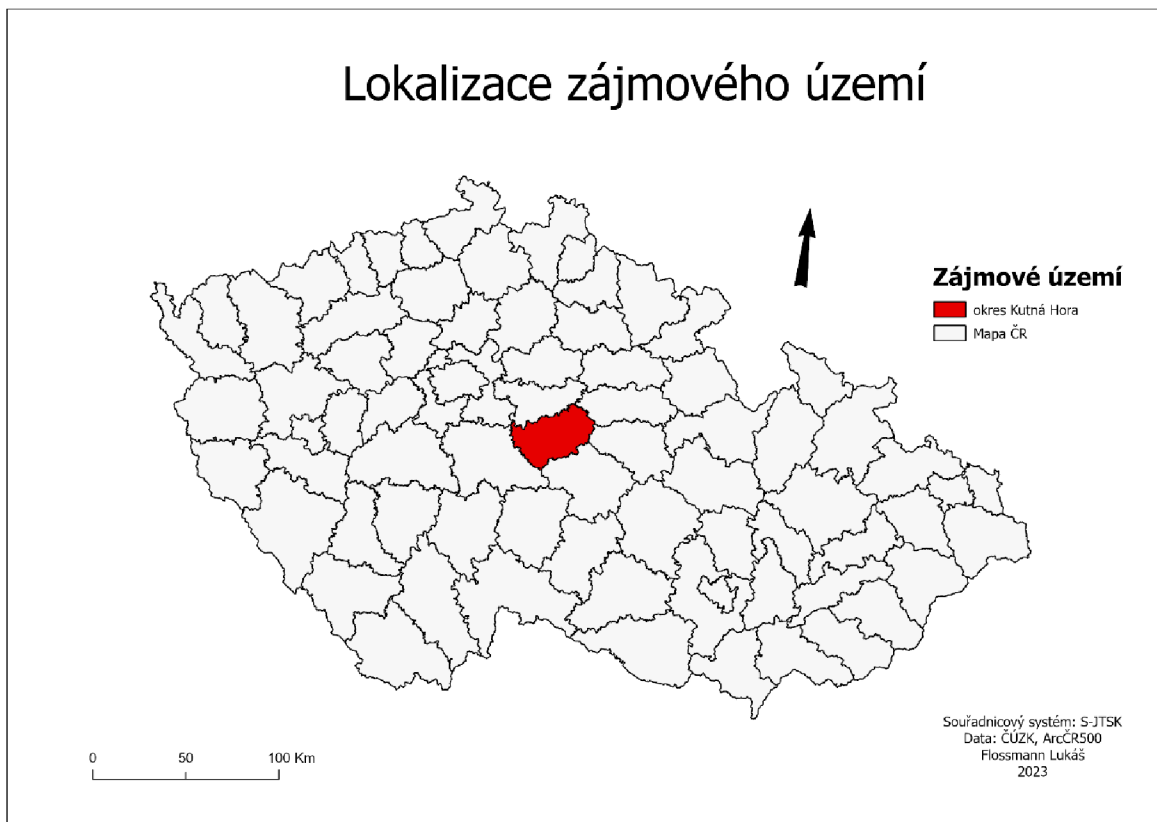 Lokalizace zájmového území
Zájmové území
okres Kutná Hora
Mapa ČR
Souřadnicový systém: S-JTSK
Data: ČÚZK, ArcČR500
Flossmann Lukáš
2023
0 50 100 Km